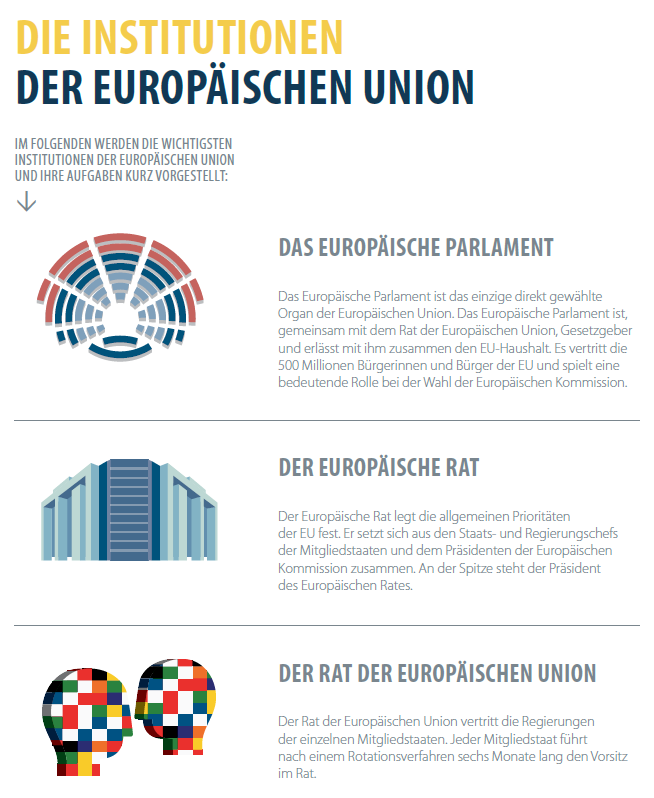 DIE INSTITUTIONEN
DER EUROPÄISCHEN UNION
IM FOLGENDEN WERDEN DIE WICHTIGSTEN
INSTITUTIONEN DER EUROPÄISCHEN UNION
UND IHRE AUFGABEN KURZ VORGESTELLT:
DAS EUROPÄISCHE PARLAMENT
Das Europäische Parlament ist das einzige direkt gewählte
Organ der Europäischen Union. Das Europäische Parlament ist,
gemeinsam mit dem Rat der Europäischen Union, Gesetzgeber
und erlässt mit ihm zusammen den EU-Haushalt. Es vertritt die
500 Millionen Bürgerinnen und Bürger der EU und spielt eine
bedeutende Rolle bei der Wahl der Europäischen Kommission.
DER EUROPÄISCHE RAT
Der Europäische Rat legt die allgemeinen Prioritäten
der EU fest. Er setzt sich aus den Staats- und Regierungschefs
der Mitgliedstaaten und dem Präsidenten der Europäischen
Kommission zusammen. An der Spitze steht der Präsident
des Europäischen Rates.
DER RAT DER EUROPÄISCHEN UNION
Der Rat der Europäischen Union vertritt die Regierungen
der einzelnen Mitgliedstaaten. Jeder Mitgliedstaat führt
nach einem Rotationsverfahren sechs Monate lang den Vorsitz
im Rat.